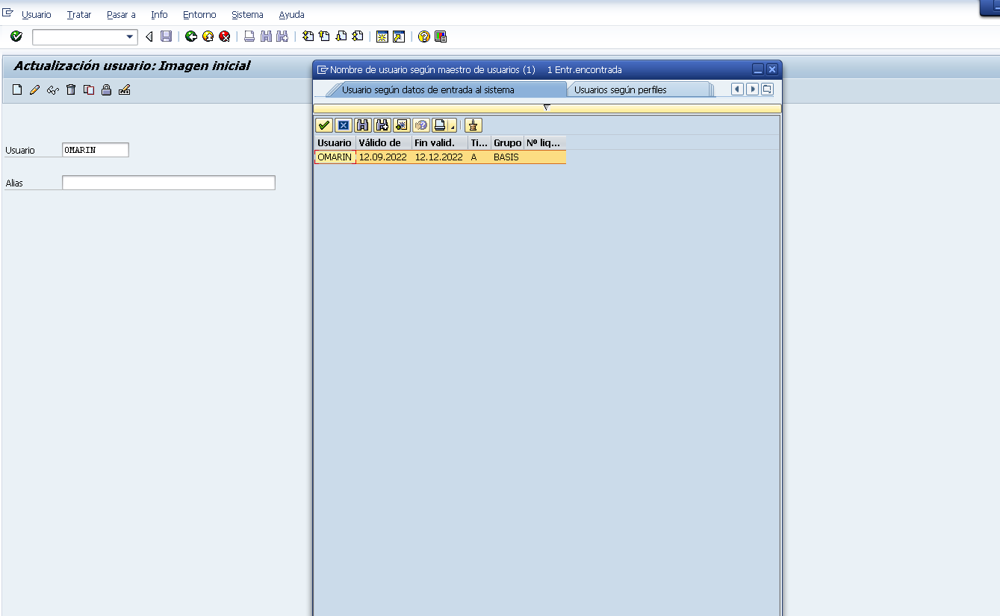 Usuario Tratar Pasar a Info Entorno Sistema Ayuda
Actualización usuario: Imagen inicial
Usuario OMARIN
Alias
Nombre de usuario según maestro de usuarios (1) 1 Entr.encontrada
Usuario según datos de entrada al sistema Usuarios según perfiles
Usuario Válido de Fin valid. Ti... Grupo Nº liq...
OMARIN 12.09.2022 12.12.2022 A BASIS